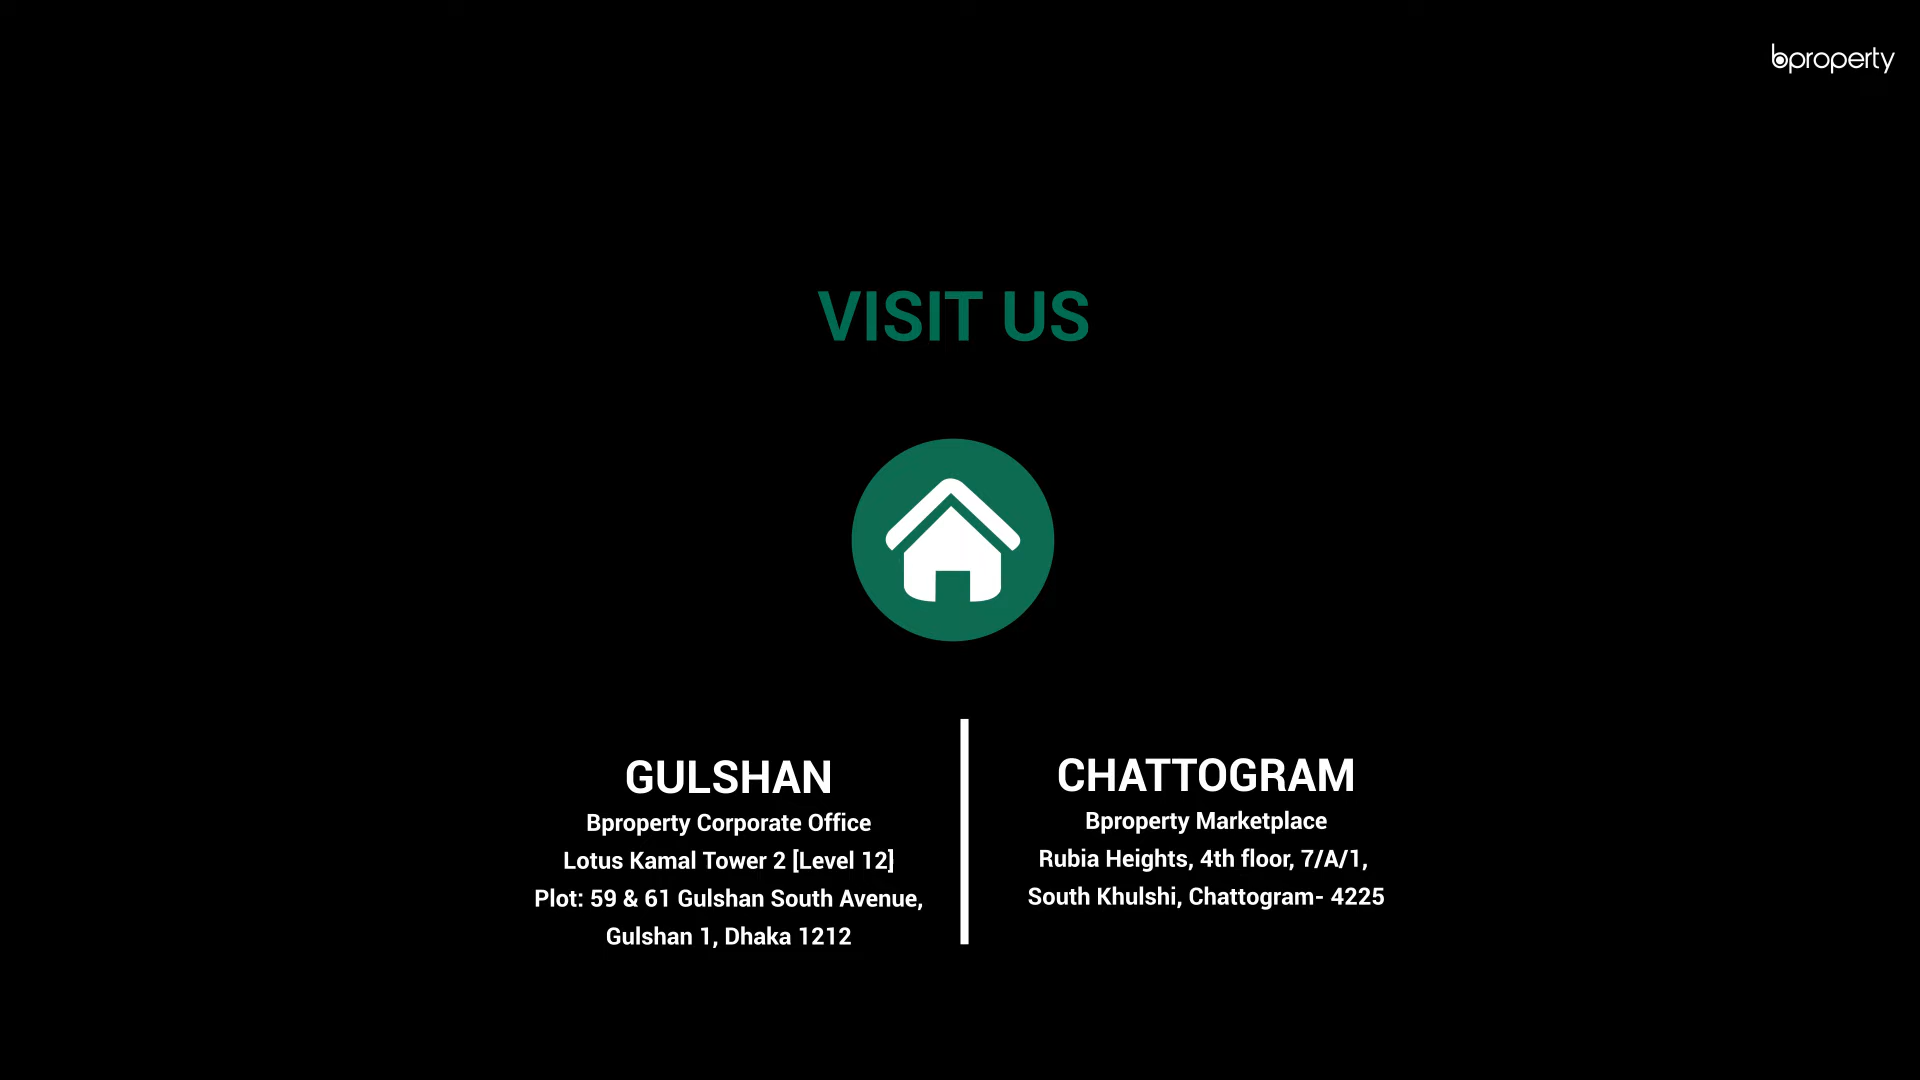 bproperty
VISIT US
GULSHAN
Bproperty Corporate Office
Lotus Kamal Tower 2 [Level 12]
Plot: 59 & 61 Gulshan South Avenue,
Gulshan 1, Dhaka 1212
CHATTOGRAM
Bproperty Marketplace
Rubia Heights, 4th floor, 7/A/1,
South Khulshi, Chattogram- 4225